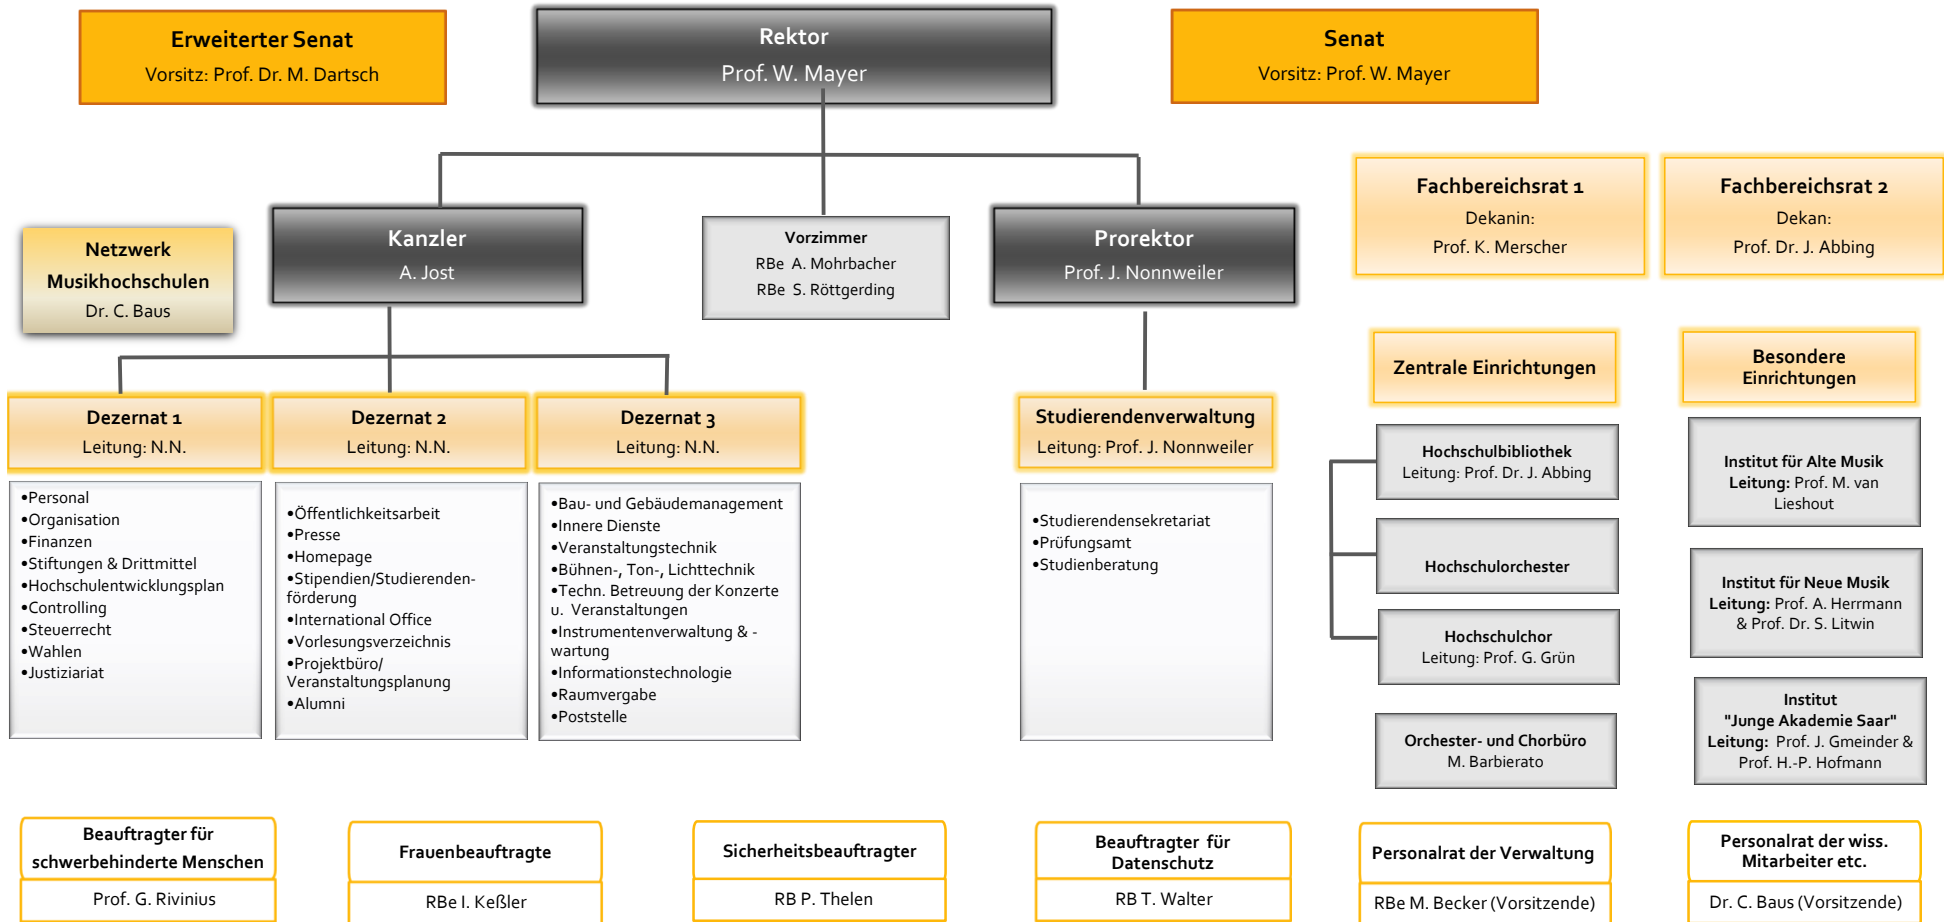 Erweiterter Senat
Vorsitz: Prof. Dr. M. Dartsch
Rektor
Prof. W. Mayer
Senat
Vorsitz: Prof. W. Mayer
Netzwerk
Musikhochschulen
Dr. C. Baus
Kanzler
A. Jost
Vorzimmer
RBe A. Mohrbacher
RBe S. Röttgerding
Prorektor
Prof. J. Nonnweiler
Fachbereichsrat 1
Dekanin:
Prof. K. Merscher
Fachbereichsrat 2
Dekan:
Prof. Dr. J. Abbing
Dezernat 1
Leitung: N.N.
•Personal
•Organisation
•Finanzen
•Stiftungen & Drittmittel
•Hochschulentwicklungsplan
•Controlling
•Steuerrecht
•Wahlen
•Justiziariat
Dezernat 2
Leitung: N.N.
•Öffentlichkeitsarbeit
•Presse
•Homepage
•Stipendien/Studierenden-
förderung
•International Office
•Vorlesungsverzeichnis
•Projektbüro/
Veranstaltungsplanung
•Alumni
Dezernat 3
Leitung: N.N.
•Bau- und Gebäudemanagement
•Innere Dienste
•Veranstaltungstechnik
•Bühnen-, Ton-, Lichttechnik
•Techn. Betreuung der Konzerte
u. Veranstaltungen
•Instrumentenverwaltung & -
wartung
•Informationstechnologie
•Raumvergabe
•Poststelle
Studierendenverwaltung
Leitung: Prof. J. Nonnweiler
•Studierendensekretariat
•Prüfungsamt
•Studienberatung
Zentrale Einrichtungen
Hochschulbibliothek
Leitung: Prof. Dr. J. Abbing
Hochschulorchester
Hochschulchor
Leitung: Prof. G. Grün
Orchester- und Chorbüro
M. Barbierato
Besondere
Einrichtungen
Institut für Alte Musik
Leitung: Prof. M. van
Lieshout
Institut für Neue Musik
Leitung: Prof. A. Herrmann
& Prof. Dr. S. Litwin
Institut
"Junge Akademie Saar"
Leitung: Prof. J. Gmeinder &
Prof. H.-P. Hofmann
Beauftragter für
schwerbehinderte Menschen
Prof. G. Rivinius
Frauenbeauftragte
RBe I. Keßler
Sicherheitsbeauftragter
RB P. Thelen
Beauftragter für
Datenschutz
RB T. Walter
Personalrat der Verwaltung
RBe M. Becker (Vorsitzende)
Personalrat der wiss.
Mitarbeiter etc.
Dr. C. Baus (Vorsitzende)